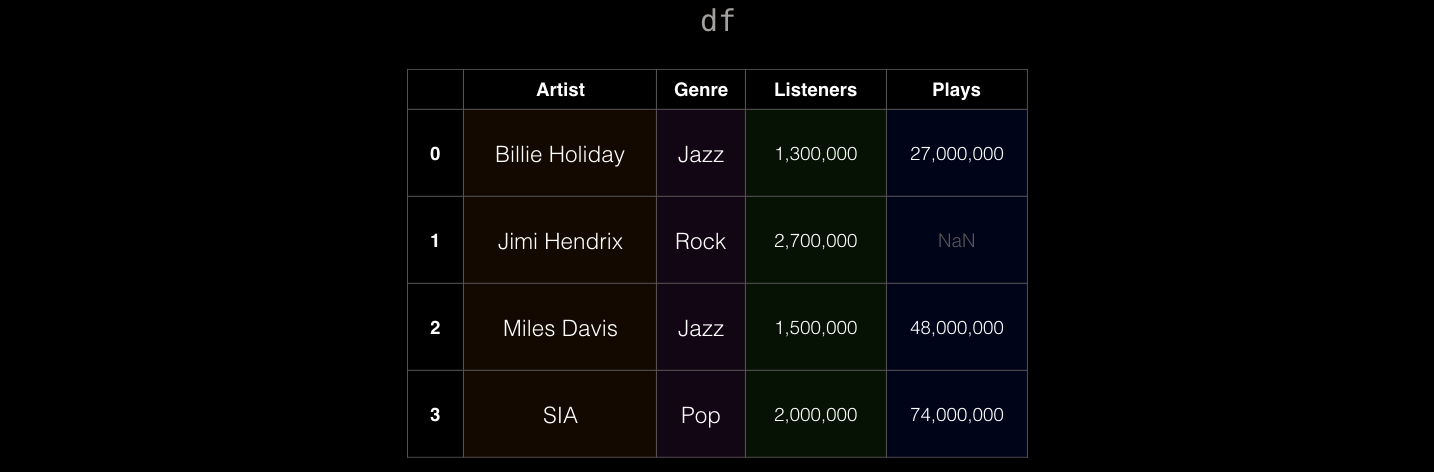 df
Artist Genre Listeners Plays
0 Billie Holiday Jazz 1,300,000 27,000,000
1 Jimi Hendrix Rock 2,700,000 NaN
2 Miles Davis Jazz 1,500,000 48,000,000
3 SIA Pop 2,000,000 74,000,000